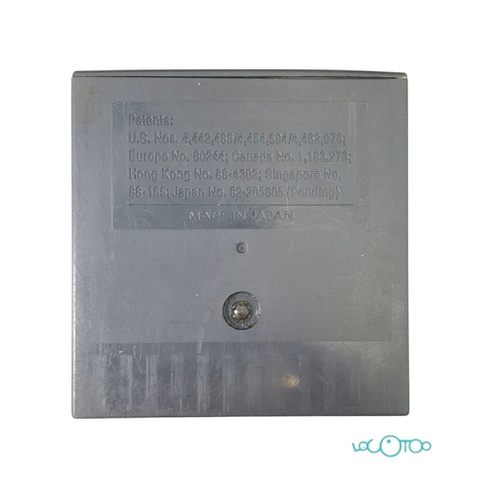 Patents:
U.S. Nos. 4,442,486/4,454,594/4,462,076;
Europe No. 80244; Canada No. 1,183,276;
Hong Kong No. 88-4302; Singapore No.
88-155; Japan No. 82-205605 (Pending)
MADE IN JAPAN
LOCOTOO